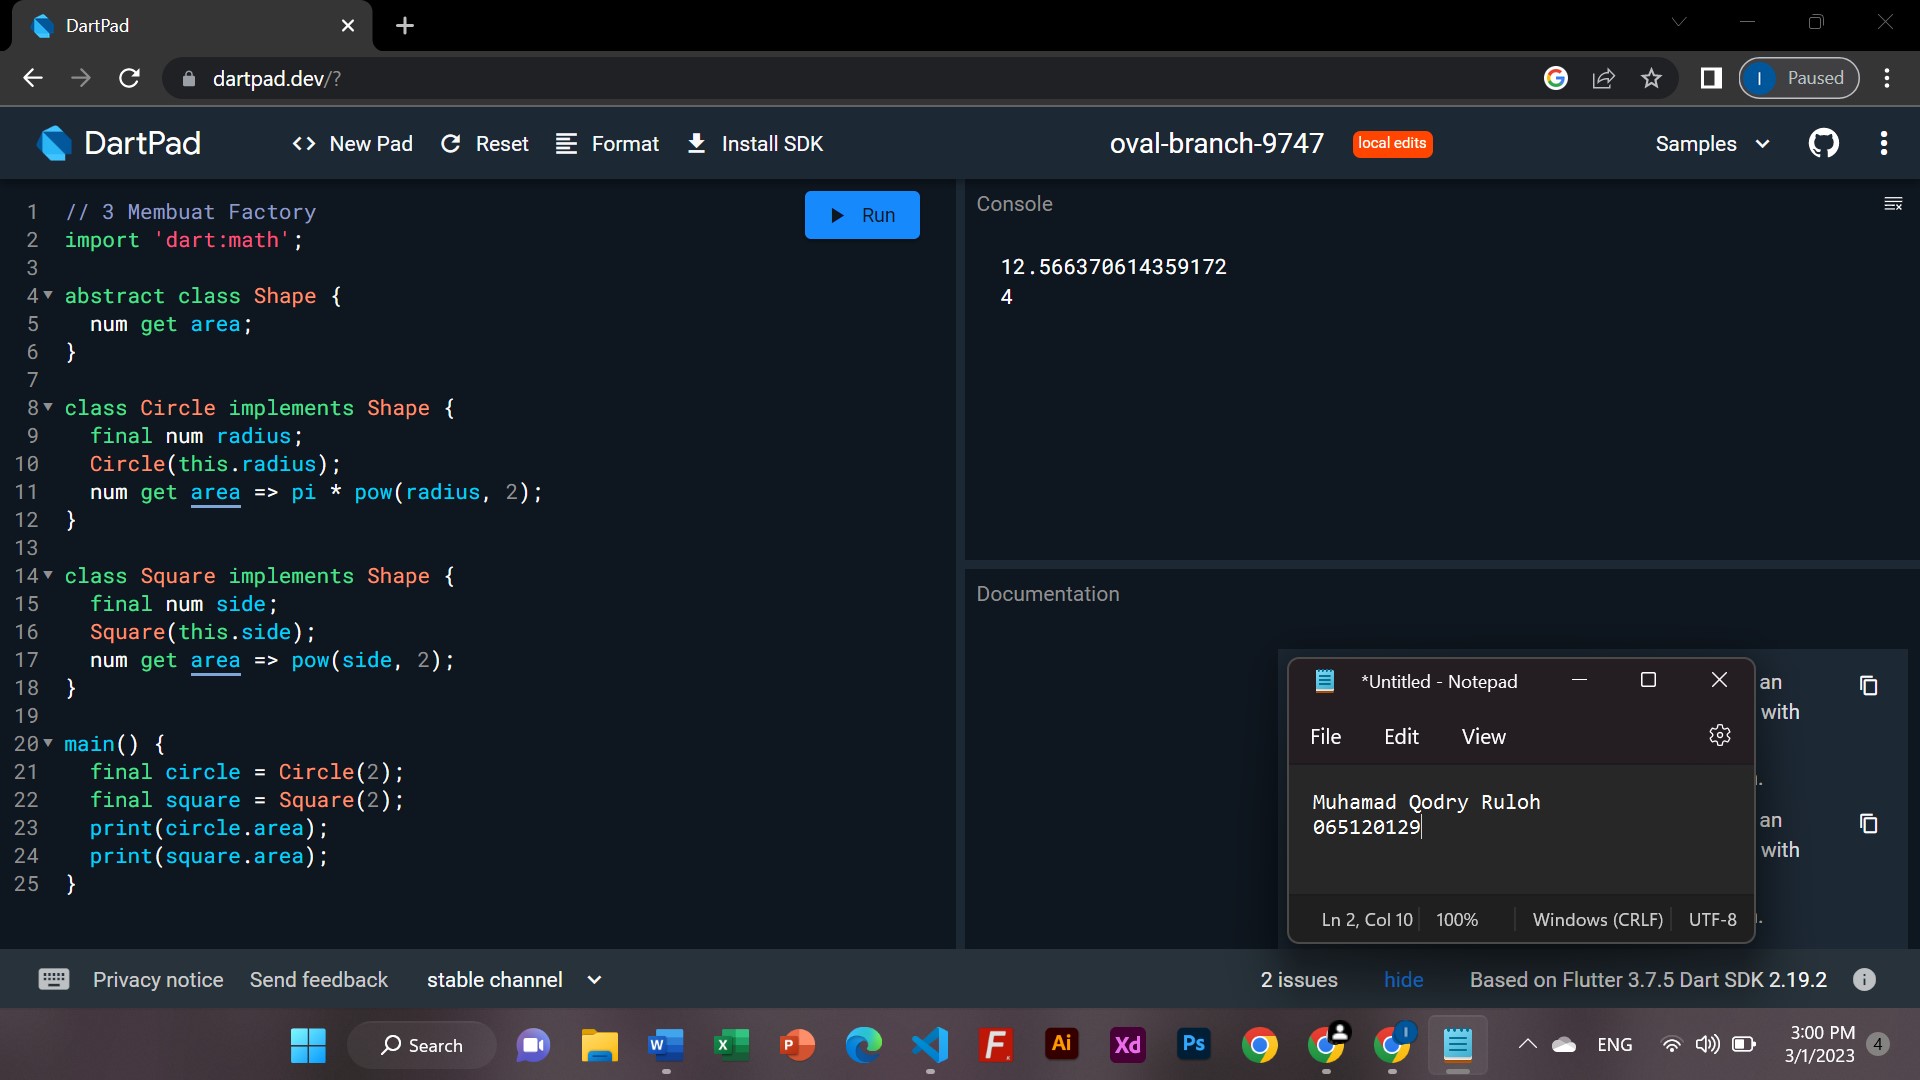 DartPad
dartpad.dev/?
Paused
DartPad
New Pad
Reset
Format
Install SDK
oval-branch-9747
local edits
Samples
1 // 3 Membuat Factory
2 import 'dart:math';
3
4 abstract class Shape {
5 num get area;
6 }
7
8 class Circle implements Shape {
9 final num radius;
10 Circle(this.radius);
11 num get area => pi * pow(radius, 2);
12 }
13
14 class Square implements Shape {
15 final num side;
16 Square(this.side);
17 num get area => pow(side, 2);
18 }
19
20 main() {
21 final circle = Circle(2);
22 final square = Square(2);
23 print(circle.area);
24 print(square.area);
25 }
Run
Console
12.566370614359172
4
Documentation
an
with
an
with
*Untitled - Notepad
File Edit View
Muhamad Qodry Ruloh
065120129
Ln 2, Col 10 100% Windows (CRLF) UTF-8
Privacy notice
Send feedback
stable channel
2 issues
hide
Based on Flutter 3.7.5 Dart SDK 2.19.2
Search
W
X
P
F
Ai
Xd
Ps
I
ENG
3:00 PM
3/1/2023
4